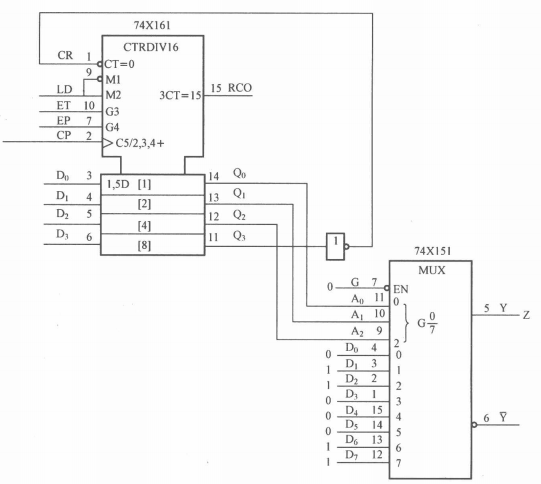 74X161
CTRDIV16
CR 1 CT=0
9 M1
LD M2 3CT=15 15 RCO
ET 10 G3
EP 7 G4
CP 2 C5/2,3,4+
D₀ 3 1,5D [1] 14 Q₀
D₁ 4 [2] 13 Q₁
D₂ 5 [4] 12 Q₂
D₃ 6 [8] 11 Q₃
1
74X151
MUX
0 G 7 EN
A₀ 11 0 5 Y Z
A₁ 10 G 0/7
A₂ 9 2
0 D₀ 4 0
1 D₁ 3 1
1 D₂ 2 2
0 D₃ 1 3
0 D₄ 15 4
0 D₅ 14 5 6 Y̅
1 D₆ 13 6
1 D₇ 12 7